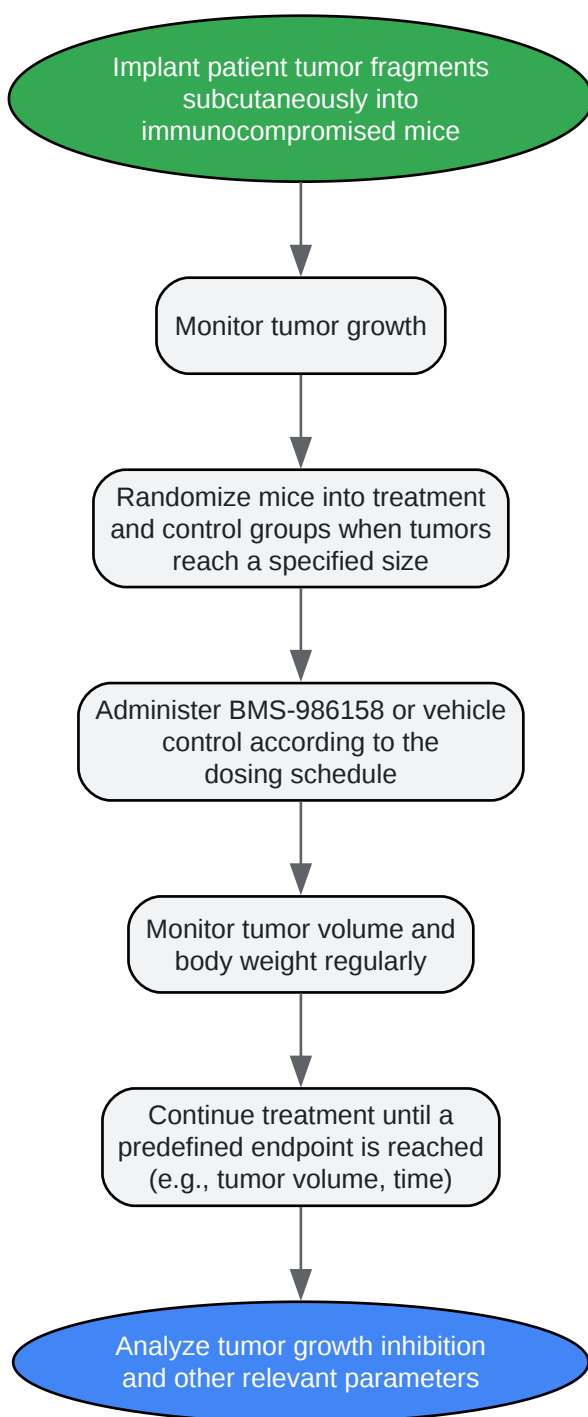 Implant patient tumor fragments
subcutaneously into
immunocompromised mice
Monitor tumor growth
Randomize mice into treatment
and control groups when tumors
reach a specified size
Administer BMS-986158 or vehicle
control according to the
dosing schedule
Monitor tumor volume and
body weight regularly
Continue treatment until a
predefined endpoint is reached
(e.g., tumor volume, time)
Analyze tumor growth inhibition
and other relevant parameters